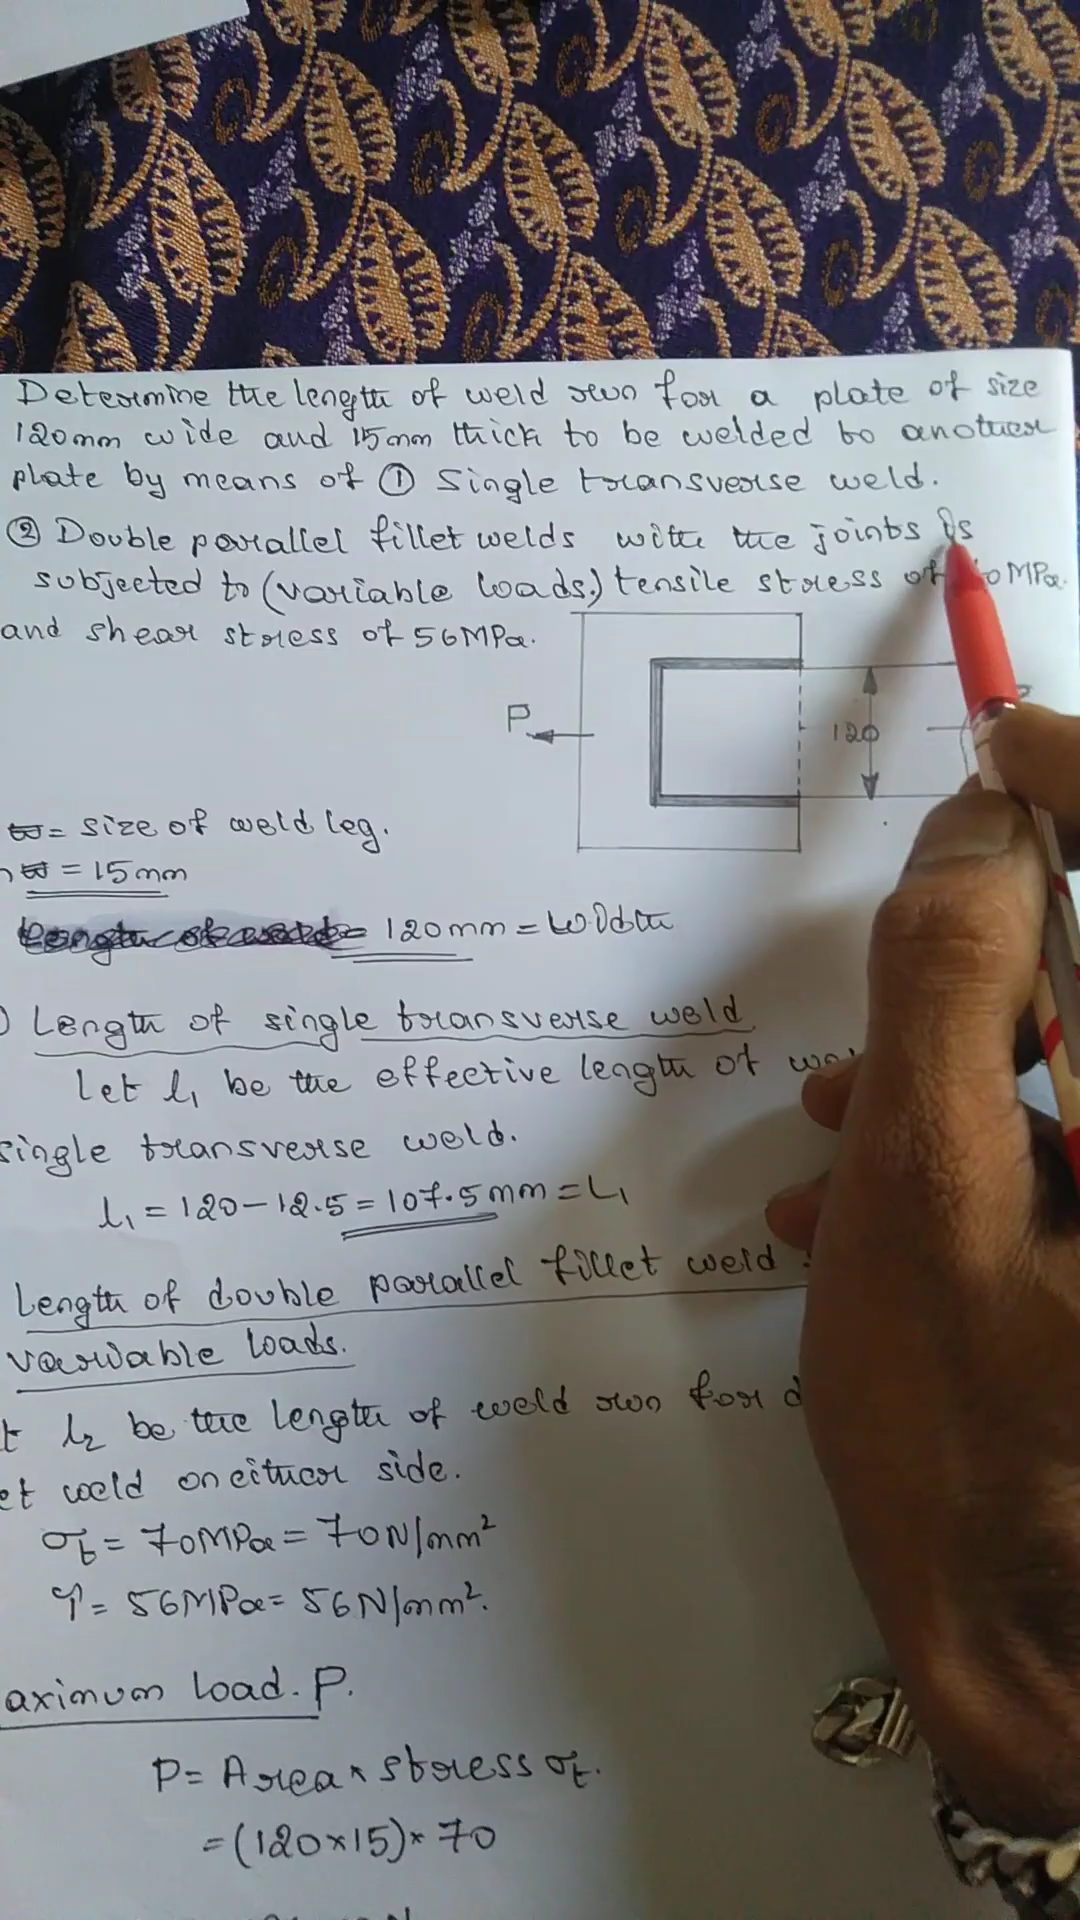 Determine the length of weld run for a plate of size
120mm wide and 15mm thick to be welded to another
plate by means of ① Single transverse weld.
② Double parallel fillet welds with the joints is
subjected to (variable loads.) tensile stress of 70 MPa.
and shear stress of 56MPa.
P
120
= size of weld leg.
= 15mm
= 120mm = Width
Length of single transverse weld
Let l₁ be the effective length of
single transverse weld.
l₁ = 120 - 12.5 = 107.5mm = L₁
Length of double parallel fillet weld
variable loads.
l₂ be the length of weld run for
weld on either side.
σt = 70MPa = 70N/mm²
τ = 56MPa = 56N/mm².
Load. P.
P = Area × stress σt.
= (120×15) × 70